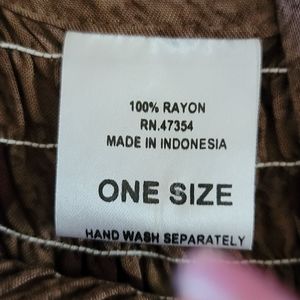 100% RAYON
RN.47354
MADE IN INDONESIA
ONE SIZE
HAND WASH SEPARATELY